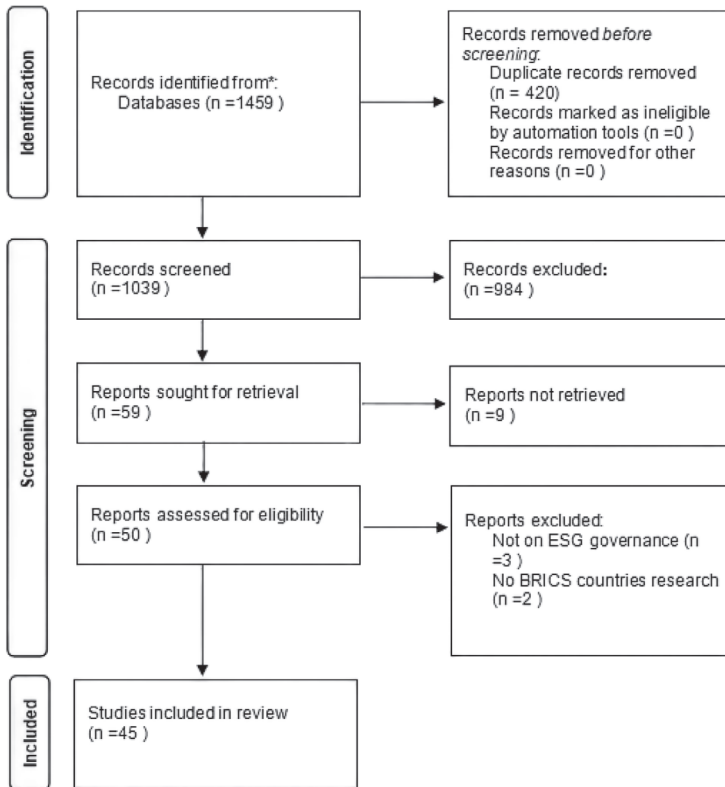 Identification
Records identified from*:
Databases (n =1459 )
Records removed before
screening:
Duplicate records removed
(n = 420)
Records marked as ineligible
by automation tools (n =0 )
Records removed for other
reasons (n =0 )
Screening
Records screened
(n =1039 )
Records excluded:
(n =984 )
Reports sought for retrieval
(n =59 )
Reports not retrieved
(n =9 )
Reports assessed for eligibility
(n =50 )
Reports excluded:
Not on ESG governance (n
=3 )
No BRICS countries research
(n =2 )
Included
Studies included in review
(n =45 )